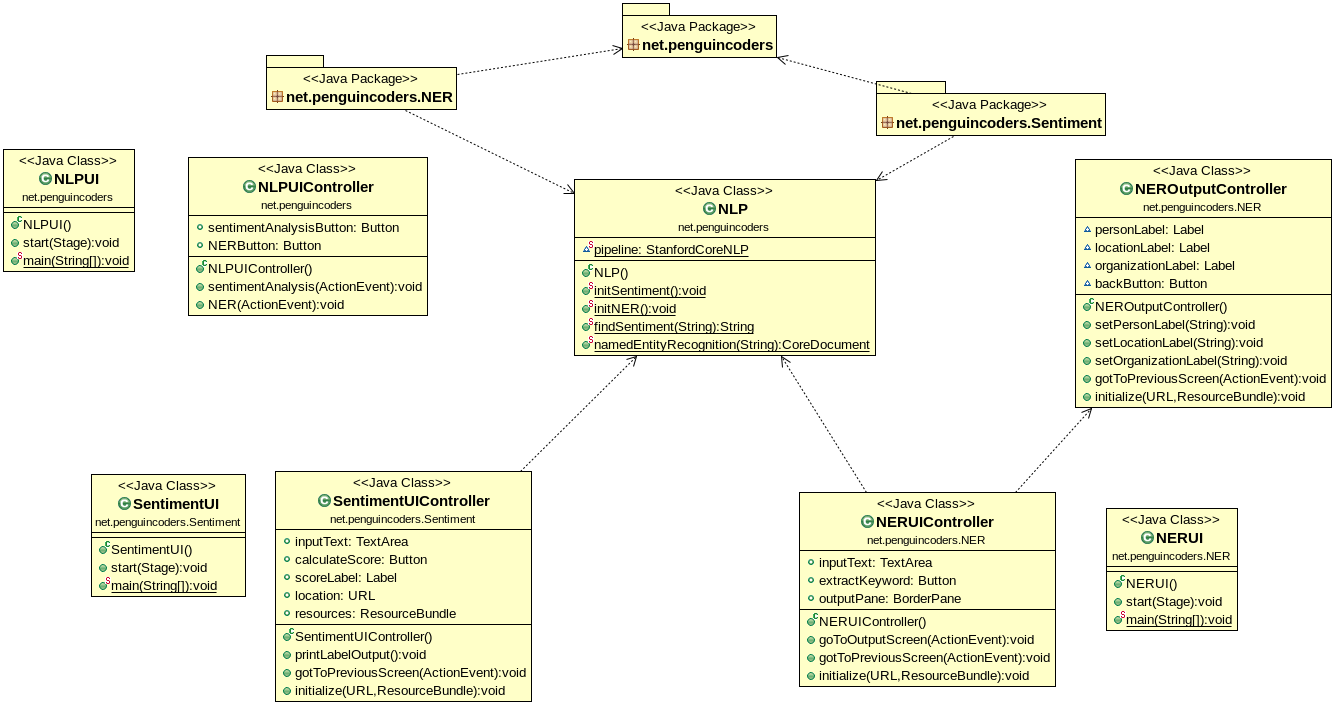 <<Java Package>>
net.penguincoders
<<Java Package>>
net.penguincoders.NER
<<Java Package>>
net.penguincoders.Sentiment
<<Java Class>>
NLPUI
net.penguincoders
NLPUI()
start(Stage):void
main(String[]):void
<<Java Class>>
NLPUIController
net.penguincoders
sentimentAnalysisButton: Button
NERButton: Button
NLPUIController()
sentimentAnalysis(ActionEvent):void
NER(ActionEvent):void
<<Java Class>>
NLP
net.penguincoders
pipeline: StanfordCoreNLP
NLP()
initSentiment():void
initNER():void
findSentiment(String):String
namedEntityRecognition(String):CoreDocument
<<Java Class>>
NEROutputController
net.penguincoders.NER
personLabel: Label
locationLabel: Label
organizationLabel: Label
backButton: Button
NEROutputController()
setPersonLabel(String):void
setLocationLabel(String):void
setOrganizationLabel(String):void
gotToPreviousScreen(ActionEvent):void
initialize(URL,ResourceBundle):void
<<Java Class>>
SentimentUI
net.penguincoders.Sentiment
SentimentUI()
start(Stage):void
main(String[]):void
<<Java Class>>
SentimentUIController
net.penguincoders.Sentiment
inputText: TextArea
calculateScore: Button
scoreLabel: Label
location: URL
resources: ResourceBundle
SentimentUIController()
printLabelOutput():void
gotToPreviousScreen(ActionEvent):void
initialize(URL,ResourceBundle):void
<<Java Class>>
NERUIController
net.penguincoders.NER
inputText: TextArea
extractKeyword: Button
outputPane: BorderPane
NERUIController()
goToOutputScreen(ActionEvent):void
gotToPreviousScreen(ActionEvent):void
initialize(URL,ResourceBundle):void
<<Java Class>>
NERUI
net.penguincoders.NER
NERUI()
start(Stage):void
main(String[]):void